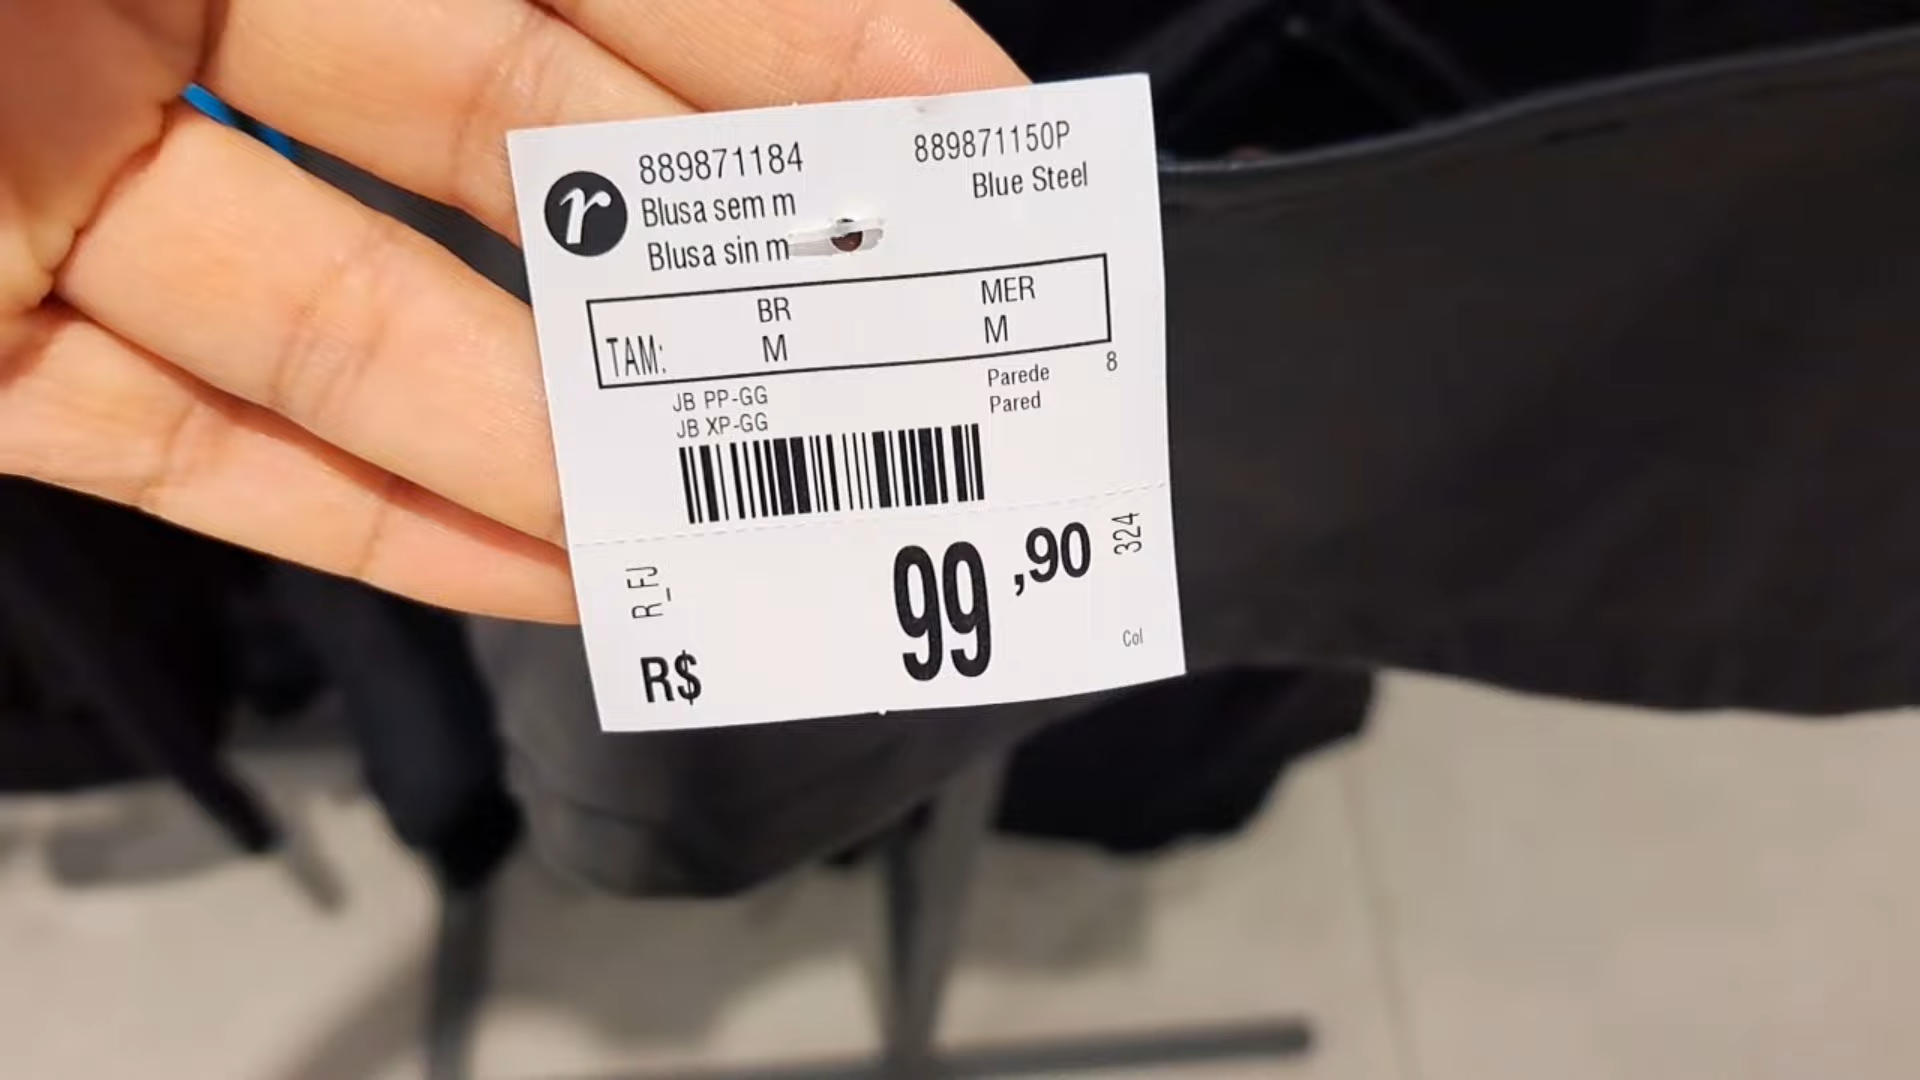 889871184
889871150P
Blusa sem m
Blue Steel
Blusa sin m
BR
MER
TAM:
M
M
JB PP-GG
Parede
8
JB XP-GG
Pared
R_FJ
99,90
324
Col
R$
r